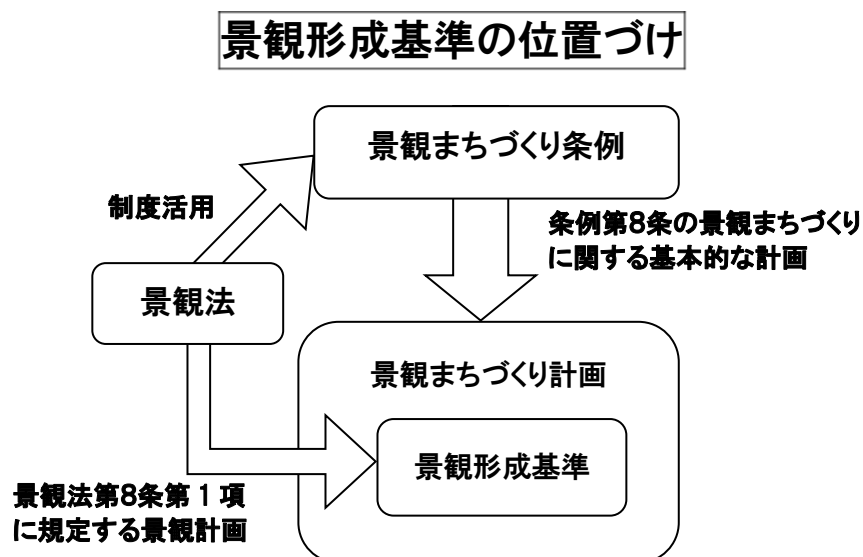 景観形成基準の位置づけ
景観まちづくり条例
制度活用
条例第8条の景観まちづくり
に関する基本的な計画
景観法
景観まちづくり計画
景観形成基準
景観法第8条第１項
に規定する景観計画